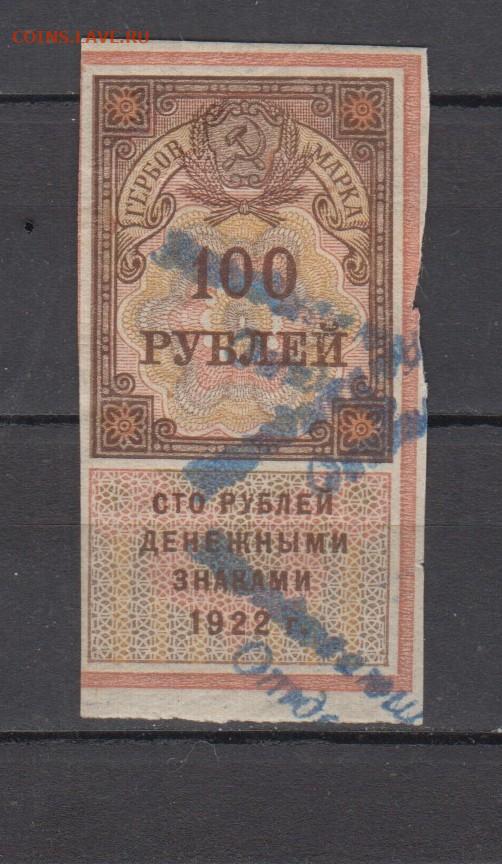 COINS.LAVE.RU
ГЕРБОВ. МАРКА
100
РУБЛЕЙ
СТО РУБЛЕЙ
ДЕНЕЖНЫМИ
ЗНАКАМИ
1922 г.